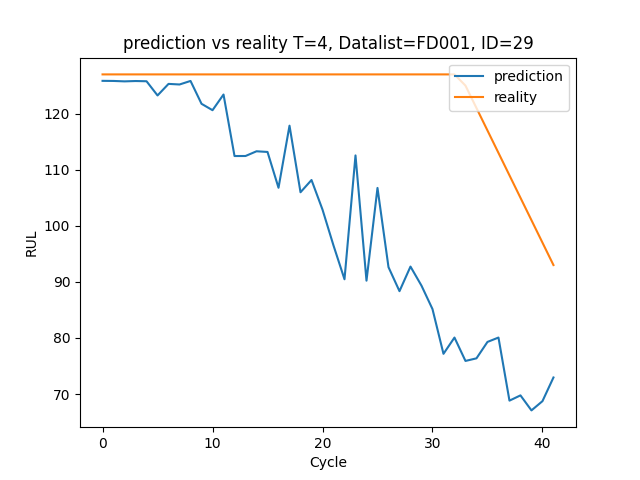 prediction vs reality T=4, Datalist=FD001, ID=29
prediction
reality
120
110
100
90
80
70
RUL
0 10 20 30 40
Cycle